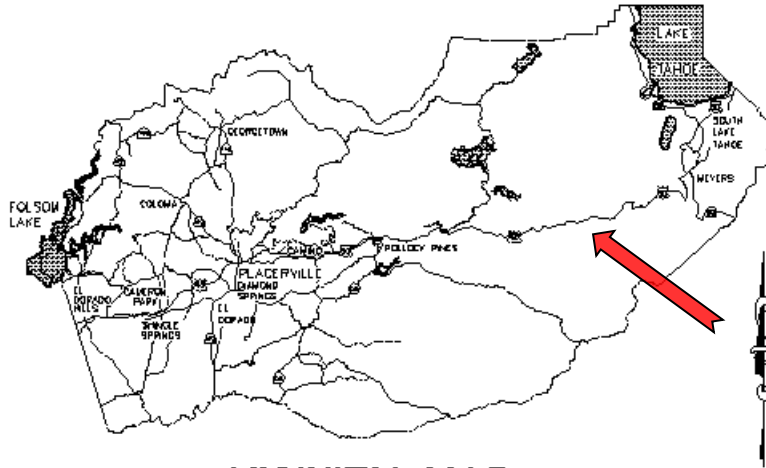 LAKE
TAHOE
SOUTH
LAKE
TAHOE
MEYERS
GEORGETOWN
FOLSOM
LAKE
COLOMA
CAMINO
POLLOCK PINES
PLACERVILLE
DIAMOND
SPRINGS
CAMERON
PARK
DORADO
HILLS
SHINGLE
SPRINGS
EL
DORADO